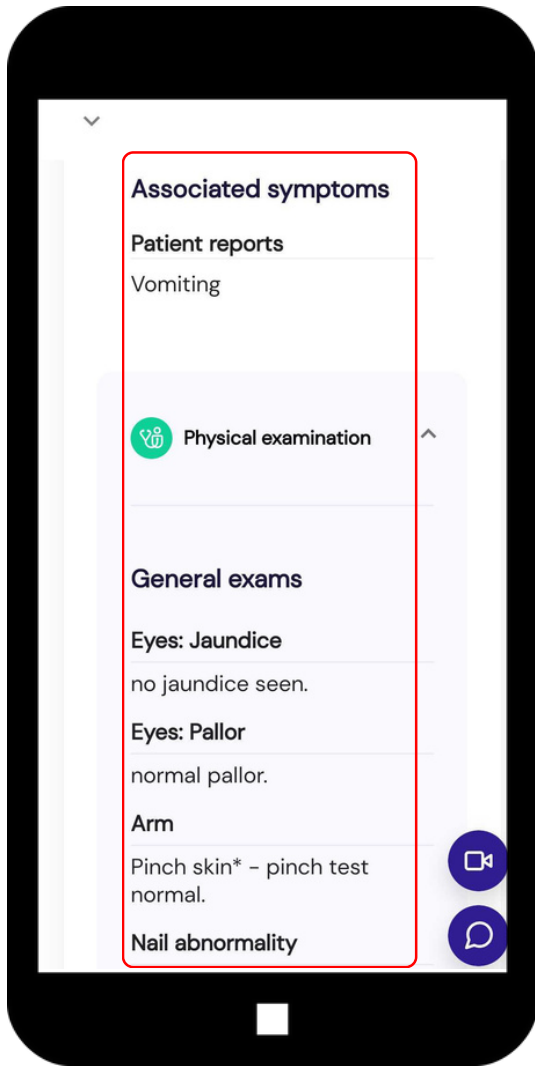 Associated symptoms
Patient reports
Vomiting
Physical examination
General exams
Eyes: Jaundice
no jaundice seen.
Eyes: Pallor
normal pallor.
Arm
Pinch skin* - pinch test
normal.
Nail abnormality